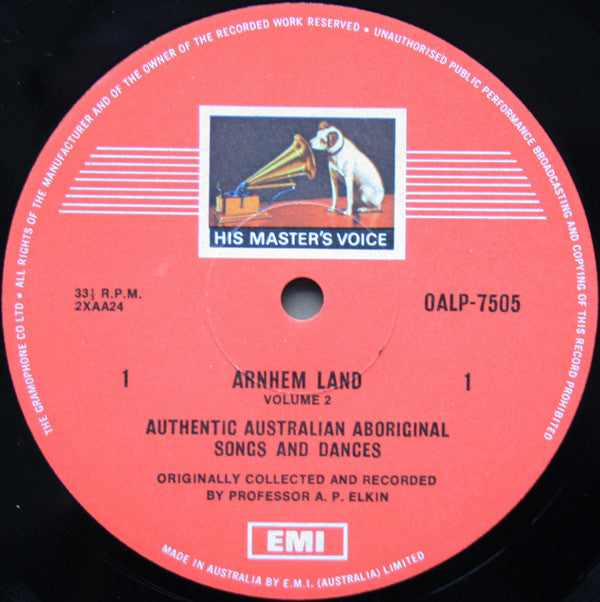 THE GRAMOPHONE CO LTD • ALL RIGHTS OF THE MANUFACTURER AND OF THE OWNER OF THE RECORDED WORK RESERVED • UNAUTHORISED PUBLIC PERFORMANCE BROADCASTING AND COPYING OF THIS RECORD PROHIBITED
HIS MASTER'S VOICE
33⅓ R.P.M.
2XAA24
OALP-7505
1 ARNHEM LAND 1
VOLUME 2
AUTHENTIC AUSTRALIAN ABORIGINAL
SONGS AND DANCES
ORIGINALLY COLLECTED AND RECORDED
BY PROFESSOR A. P. ELKIN
EMI
MADE IN AUSTRALIA BY E.M.I. (AUSTRALIA) LIMITED